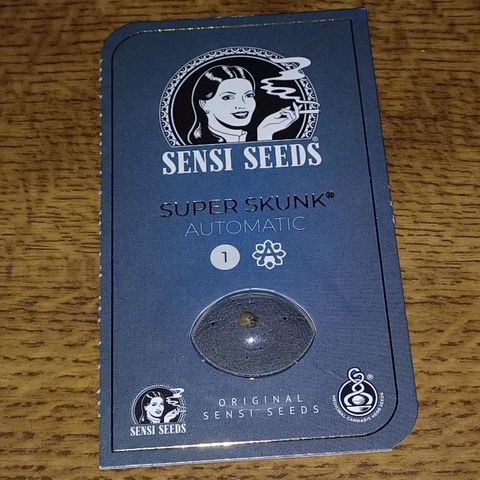 SENSI SEEDS®
SUPER SKUNK®
AUTOMATIC
1 A
ORIGINAL
SENSI SEEDS
SENSI SEEDS
®